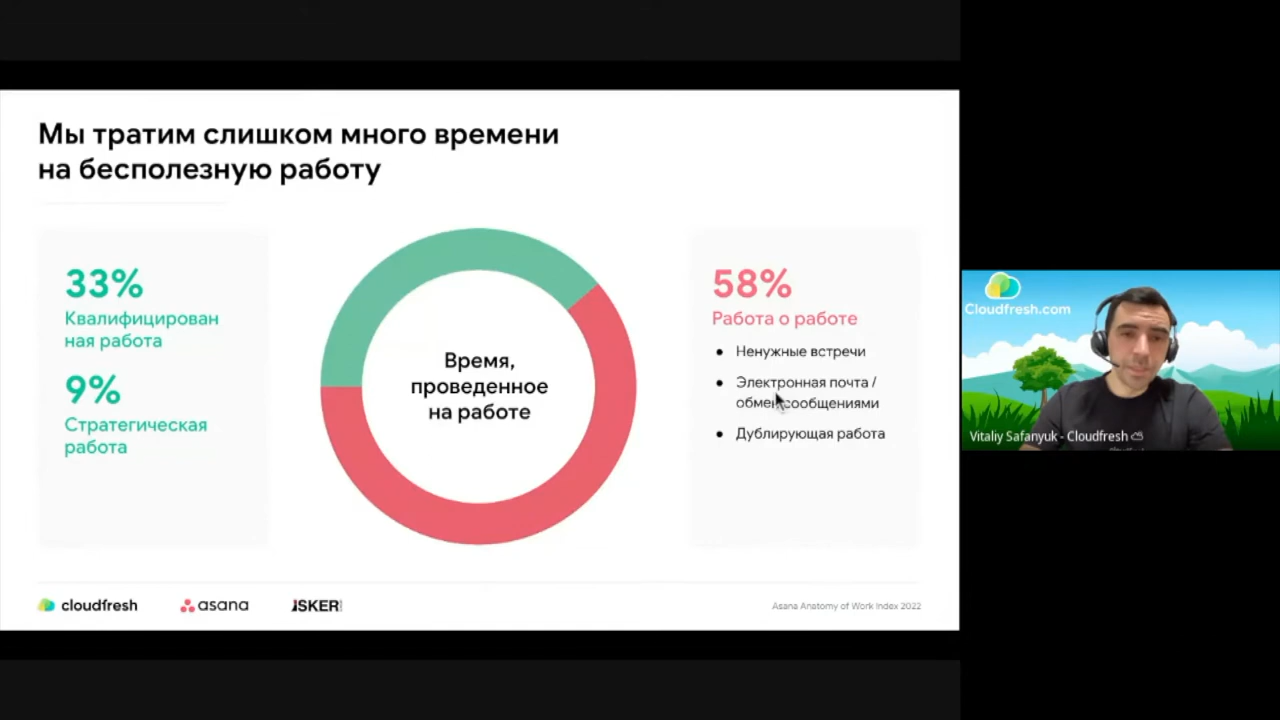 Мы тратим слишком много времени
на бесполезную работу
33%
Квалифицирован
ная работа
9%
Стратегическая
работа
Время,
проведенное
на работе
58%
Работа о работе
Ненужные встречи
Электронная почта /
обмен сообщениями
Дублирующая работа
cloudfresh
asana
ISKER
Asana Anatomy of Work Index 2022
Cloudfresh.com
Vitaliy Safanyuk - Cloudfresh